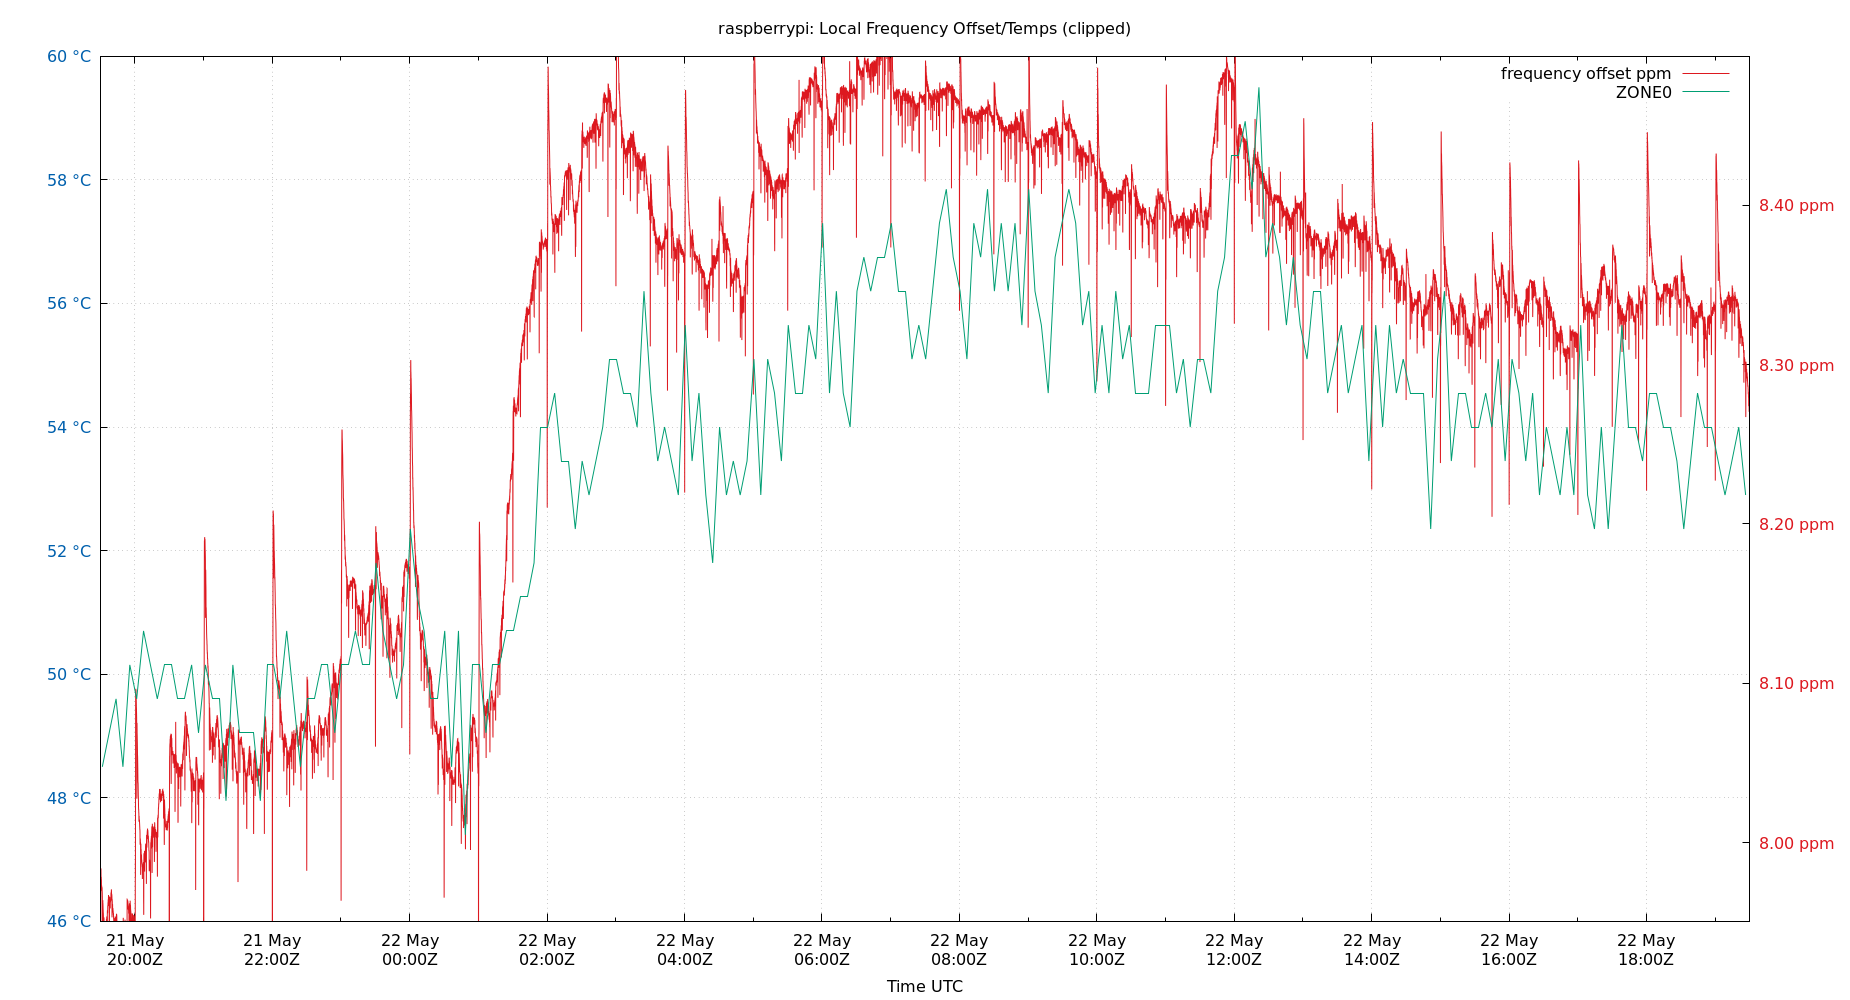 raspberrypi: Local Frequency Offset/Temps (clipped)
frequency offset ppm
ZONE0
60 °C
58 °C
56 °C
54 °C
52 °C
50 °C
48 °C
46 °C
8.40 ppm
8.30 ppm
8.20 ppm
8.10 ppm
8.00 ppm
21 May 21 May 22 May 22 May 22 May 22 May 22 May 22 May 22 May 22 May 22 May 22 May
20:00Z 22:00Z 00:00Z 02:00Z 04:00Z 06:00Z 08:00Z 10:00Z 12:00Z 14:00Z 16:00Z 18:00Z
Time UTC